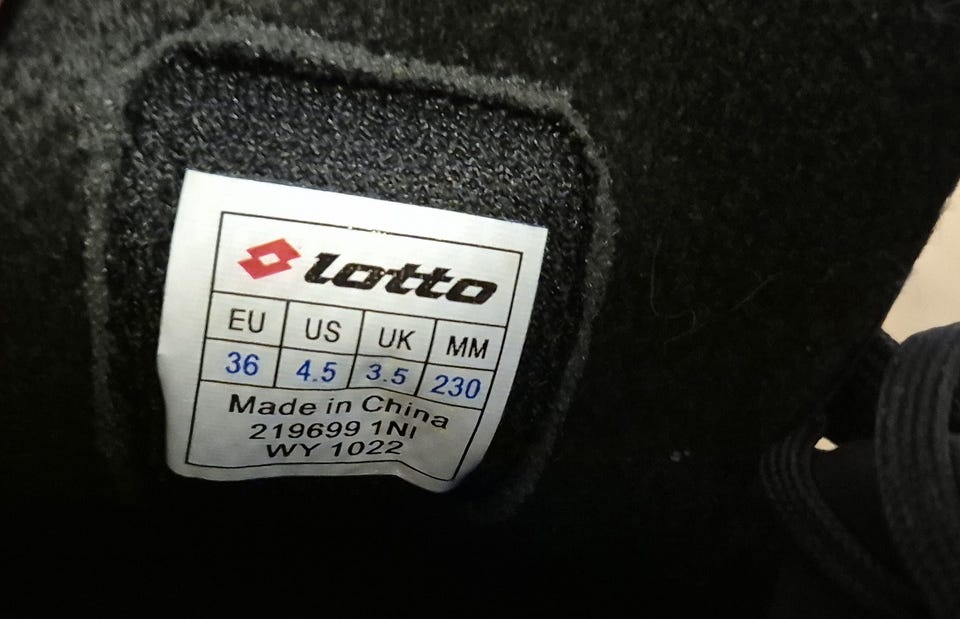 lotto
EU US UK MM
36 4.5 3.5 230
Made in China
219699 1NI
WY 1022